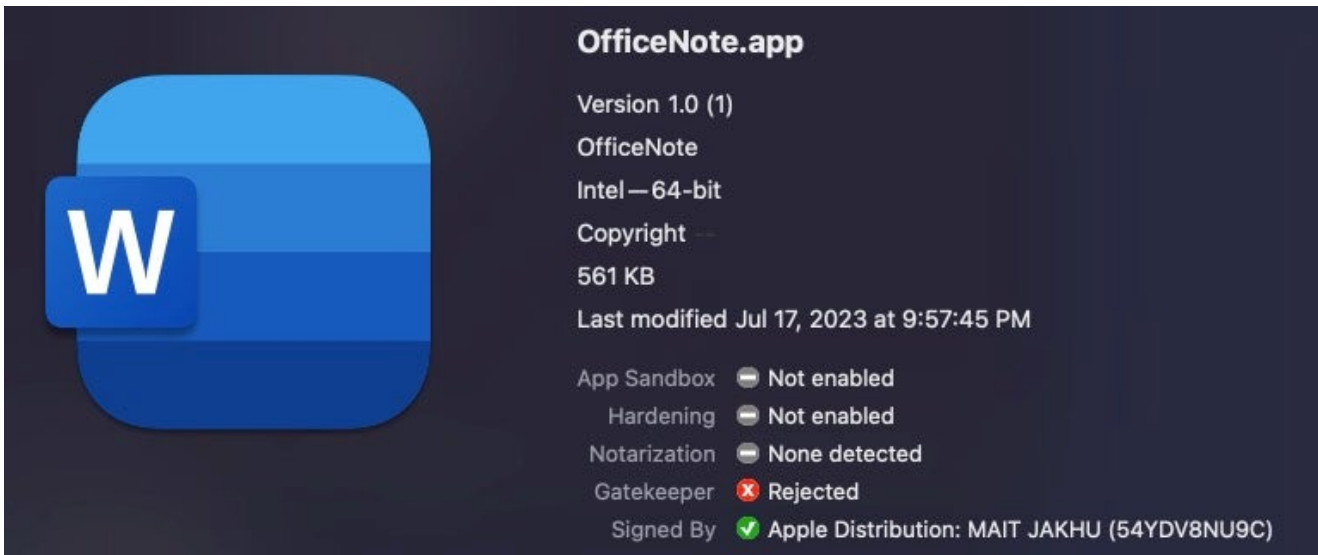 OfficeNote.app
Version 1.0 (1)
OfficeNote
Intel—64-bit
Copyright --
561 KB
Last modified Jul 17, 2023 at 9:57:45 PM
W
App Sandbox Not enabled
Hardening Not enabled
Notarization None detected
Gatekeeper Rejected
Signed By Apple Distribution: MAIT JAKHU (54YDV8NU9C)